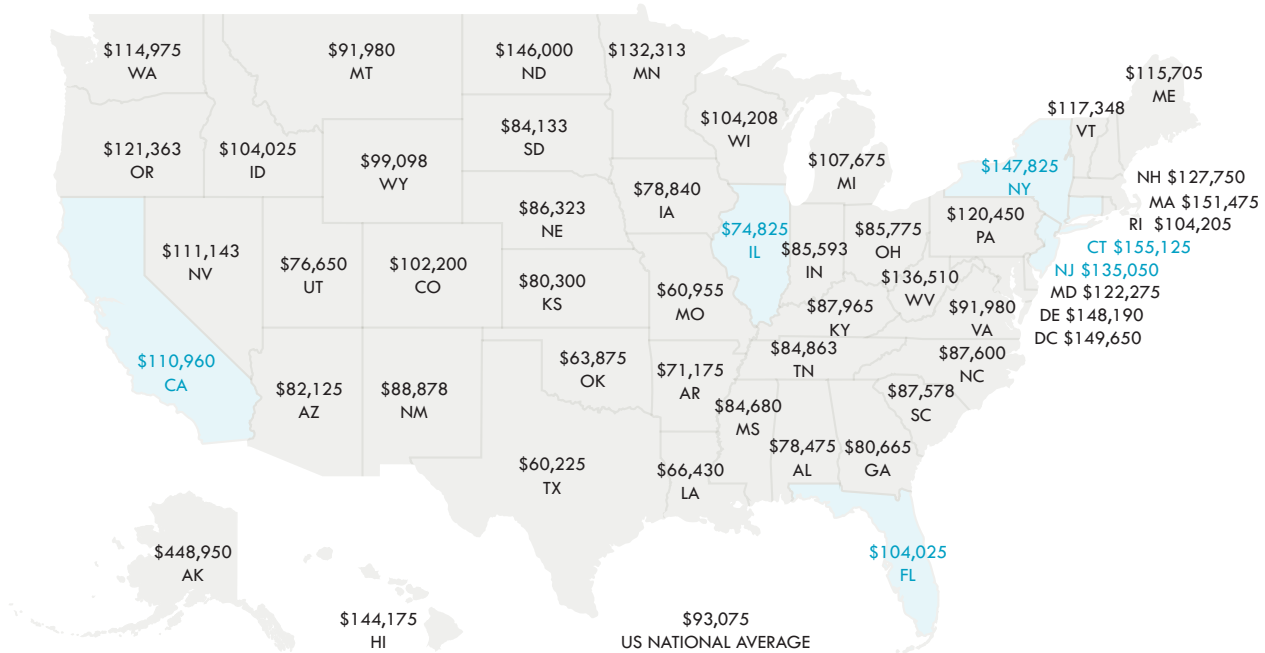 $114,975
WA
$91,980
MT
$146,000
ND
$132,313
MN
$115,705
ME
$117,348
VT
$121,363
OR
$104,025
ID
$99,098
WY
$84,133
SD
$104,208
WI
$107,675
MI
$147,825
NY
NH $127,750
MA $151,475
RI $104,205
CT $155,125
NJ $135,050
MD $122,275
DE $148,190
DC $149,650
$111,143
NV
$76,650
UT
$102,200
CO
$86,323
NE
$78,840
IA
$74,825
IL
$85,593
IN
$85,775
OH
$120,450
PA
$80,300
KS
$60,955
MO
$87,965
KY
$136,510
WV
$91,980
VA
$110,960
CA
$82,125
AZ
$88,878
NM
$63,875
OK
$71,175
AR
$84,863
TN
$87,600
NC
$87,578
SC
$84,680
MS
$78,475
AL
$80,665
GA
$60,225
TX
$66,430
LA
$104,025
FL
$448,950
AK
$144,175
HI
$93,075
US NATIONAL AVERAGE